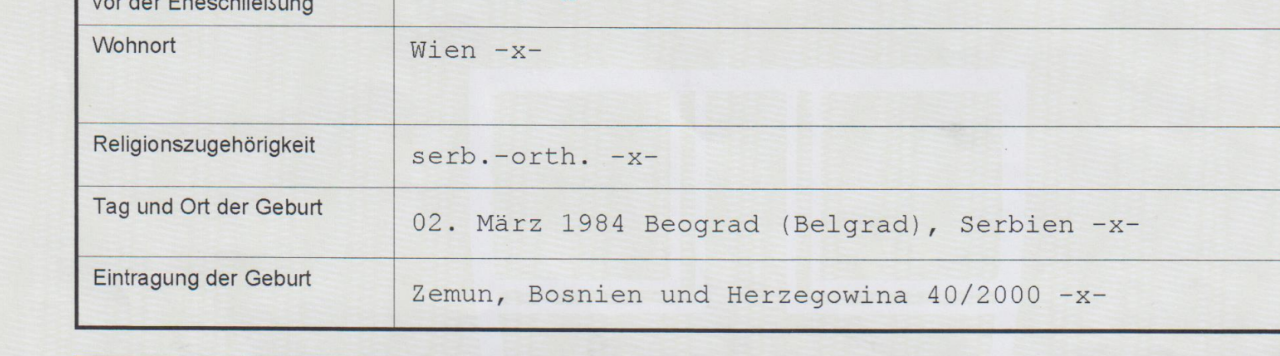 vor der Eheschließung
Wohnort
Wien -x-
Religionszugehörigkeit
serb.-orth. -x-
Tag und Ort der Geburt
02. März 1984 Beograd (Belgrad), Serbien -x-
Eintragung der Geburt
Zemun, Bosnien und Herzegowina 40/2000 -x-